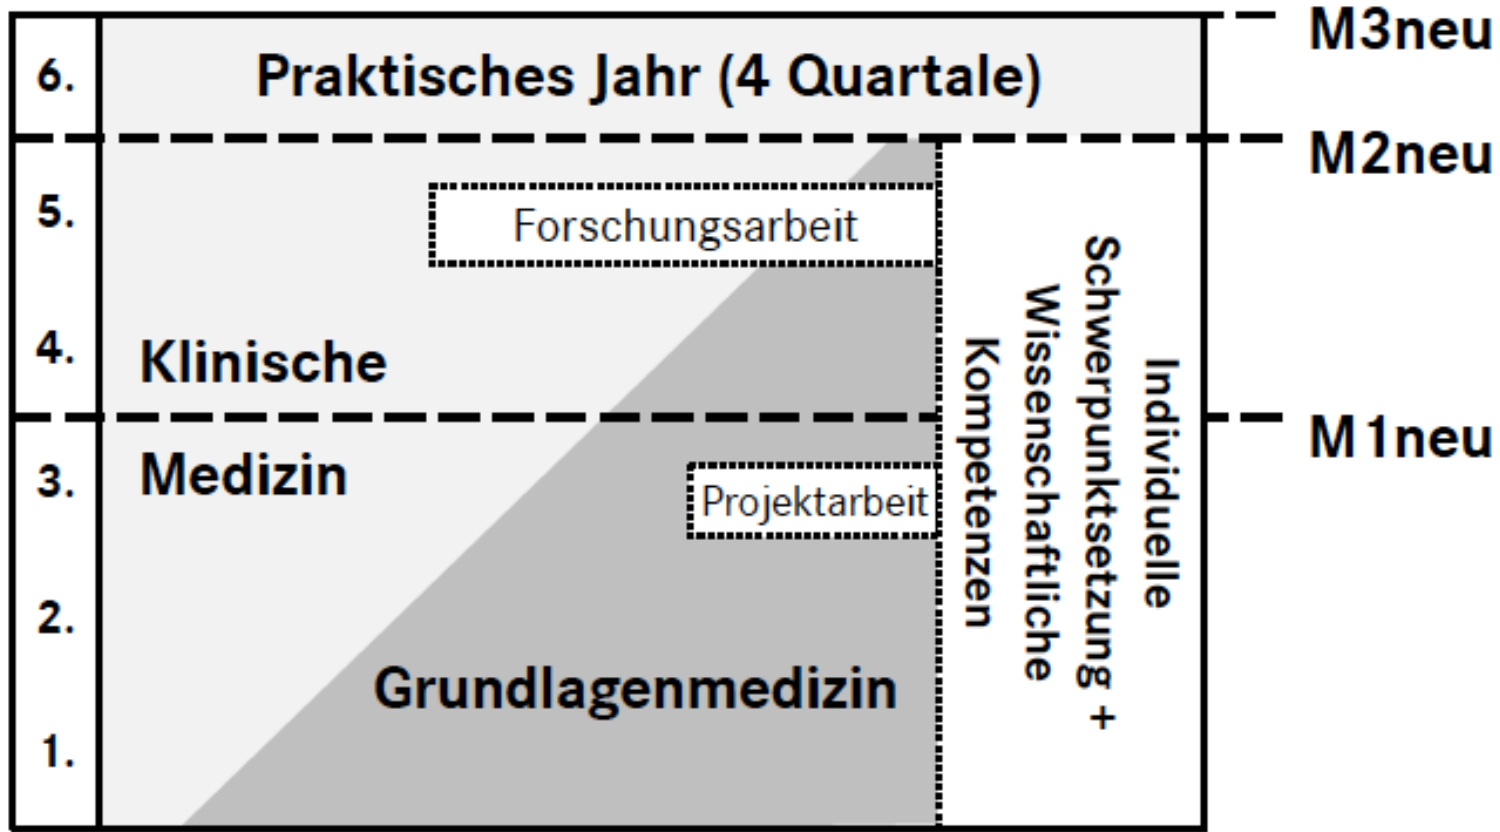 M3neu
6.
Praktisches Jahr (4 Quartale)
M2neu
5.
Forschungsarbeit
4.
Klinische
M1neu
3.
Medizin
Projektarbeit
2.
Grundlagenmedizin
1.
Individuelle
Schwerpunktsetzung +
Wissenschaftliche
Kompetenzen